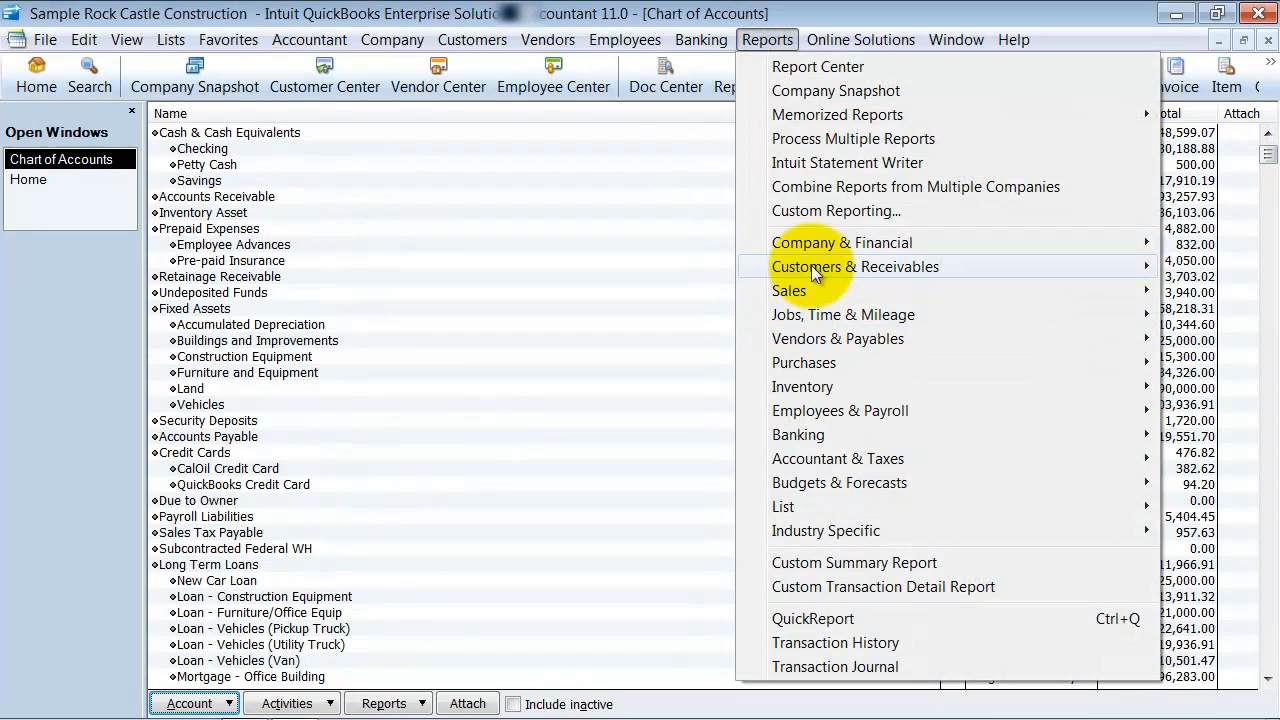 Sample Rock Castle Construction - Intuit QuickBooks Enterprise 11.0 - [Chart of Accounts]
File Edit View Lists Favorites Accountant Company Customers Vendors Employees Banking Reports Online Solutions Window Help
Home Search Company Snapshot Customer Center Vendor Center Employee Center Doc Center Item
Open Windows
Chart of Accounts
Home
Name Attach
Cash & Cash Equivalents
Checking
Petty Cash
Savings
Accounts Receivable
Inventory Asset
Prepaid Expenses
Employee Advances
Pre-paid Insurance
Retainage Receivable
Undeposited Funds
Fixed Assets
Accumulated Depreciation
Buildings and Improvements
Construction Equipment
Furniture and Equipment
Land
Vehicles
Security Deposits
Accounts Payable
Credit Cards
CalOil Credit Card
QuickBooks Credit Card
Due to Owner
Payroll Liabilities
Sales Tax Payable
Subcontracted Federal WH
Long Term Loans
New Car Loan
Loan - Construction Equipment
Loan - Furniture/Office Equip
Loan - Vehicles (Pickup Truck)
Loan - Vehicles (Utility Truck)
Loan - Vehicles (Van)
Mortgage - Office Building
Report Center
Company Snapshot
Memorized Reports
Process Multiple Reports
Intuit Statement Writer
Combine Reports from Multiple Companies
Custom Reporting...
Company & Financial
Customers & Receivables
Sales
Jobs, Time & Mileage
Vendors & Payables
Purchases
Inventory
Employees & Payroll
Banking
Accountant & Taxes
Budgets & Forecasts
List
Industry Specific
Custom Summary Report
Custom Transaction Detail Report
QuickReport Ctrl+Q
Transaction History
Transaction Journal
500.00
4,882.00
832.00
4,050.00
1,720.00
476.82
382.62
94.20
0.00
957.63
0.00
Account Activities Reports Attach Include inactive